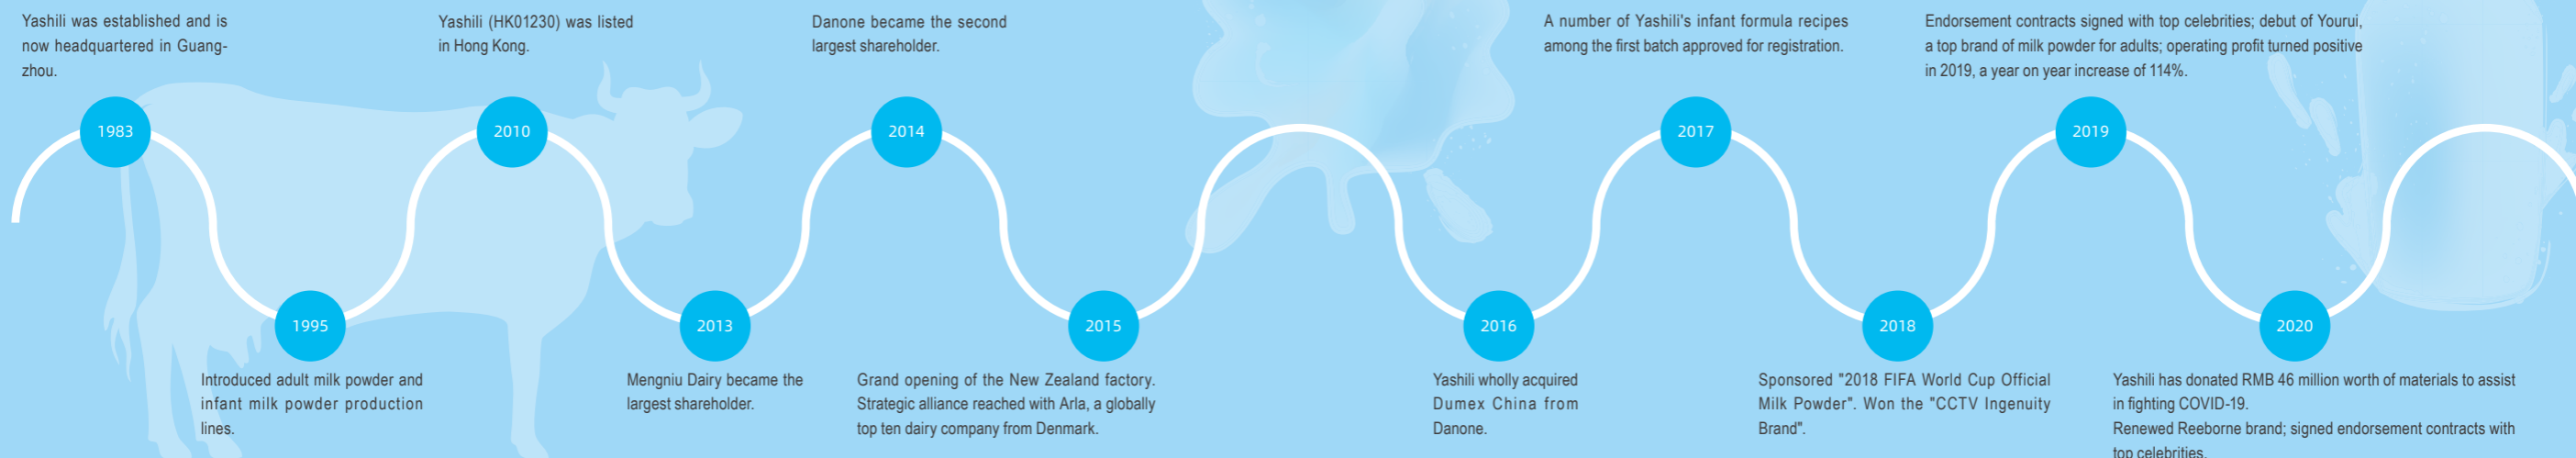 Yashili was established and is
now headquartered in Guang-
zhou.
1983
Introduced adult milk powder and
infant milk powder production
lines.
1995
Yashili (HK01230) was listed
in Hong Kong.
2010
2013
Mengniu Dairy became the
largest shareholder.
Danone became the second
largest shareholder.
2014
2015
Grand opening of the New Zealand factory.
Strategic alliance reached with Arla, a globally
top ten dairy company from Denmark.
2016
Yashili wholly acquired
Dumex China from
Danone.
A number of Yashili's infant formula recipes
among the first batch approved for registration.
2017
2018
Sponsored "2018 FIFA World Cup Official
Milk Powder". Won the "CCTV Ingenuity
Brand".
Endorsement contracts signed with top celebrities; debut of Yourui,
a top brand of milk powder for adults; operating profit turned positive
in 2019, a year on year increase of 114%.
2019
2020
Yashili has donated RMB 46 million worth of materials to assist
in fighting COVID-19.
Renewed Reeborne brand; signed endorsement contracts with
top celebrities.